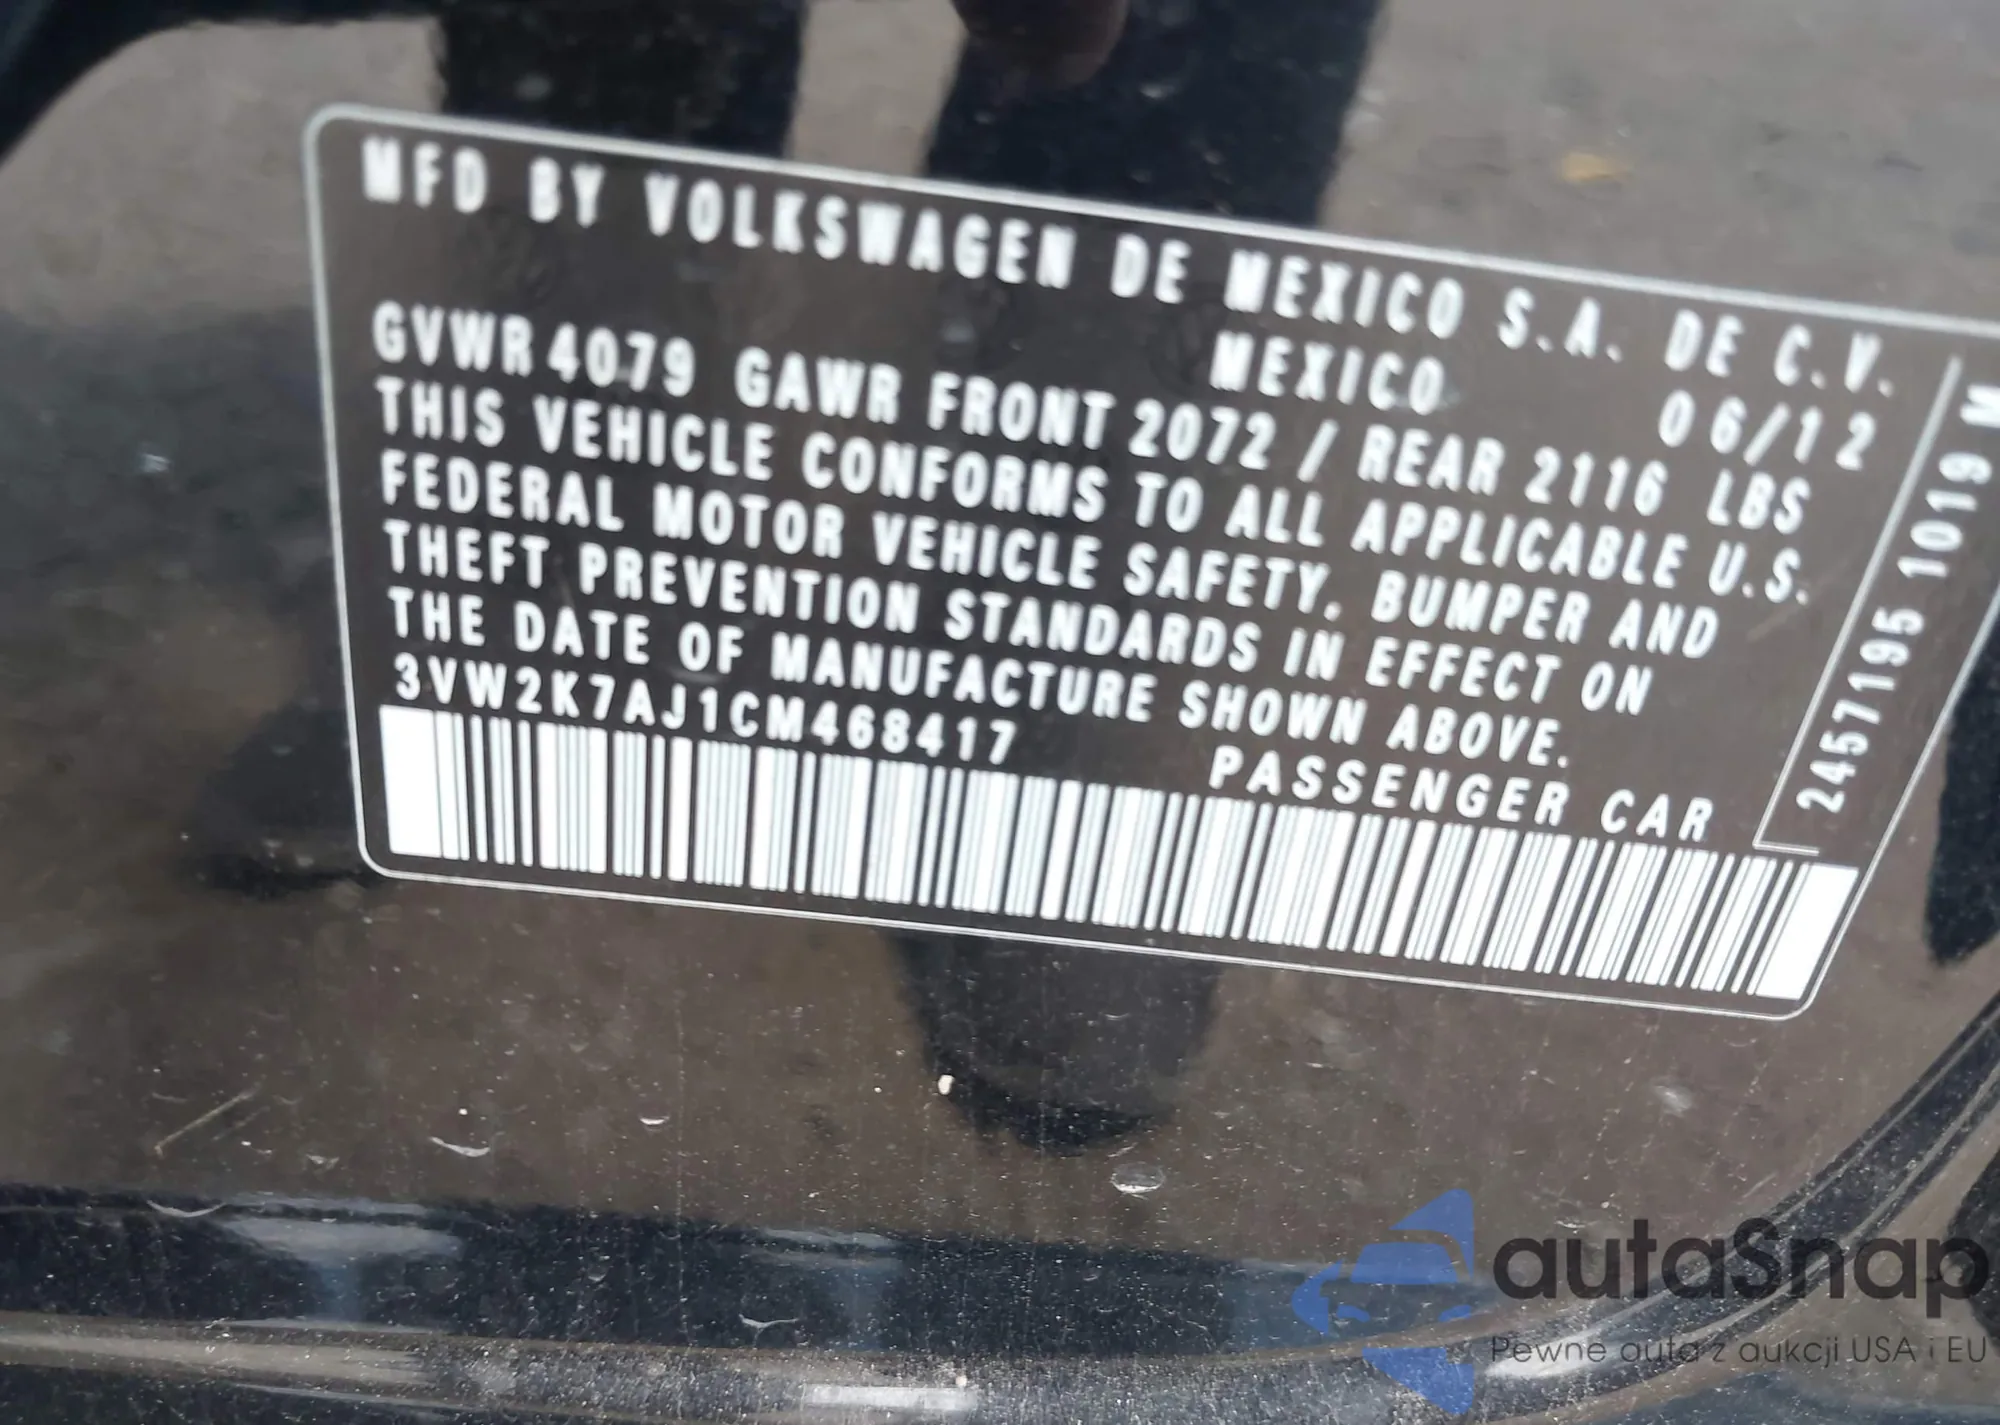 MFD BY VOLKSWAGEN DE MEXICO S.A. DE C.V.
MEXICO 06/12
GVWR 4079 GAWR FRONT 2072 / REAR 2116 LBS
THIS VEHICLE CONFORMS TO ALL APPLICABLE U.S.
FEDERAL MOTOR VEHICLE SAFETY, BUMPER AND
THEFT PREVENTION STANDARDS IN EFFECT ON
THE DATE OF MANUFACTURE SHOWN ABOVE.
3VW2K7AJ1CM468417 PASSENGER CAR
2457195 1019 M
autaSnap
Pewne auta z aukcji USA i EU